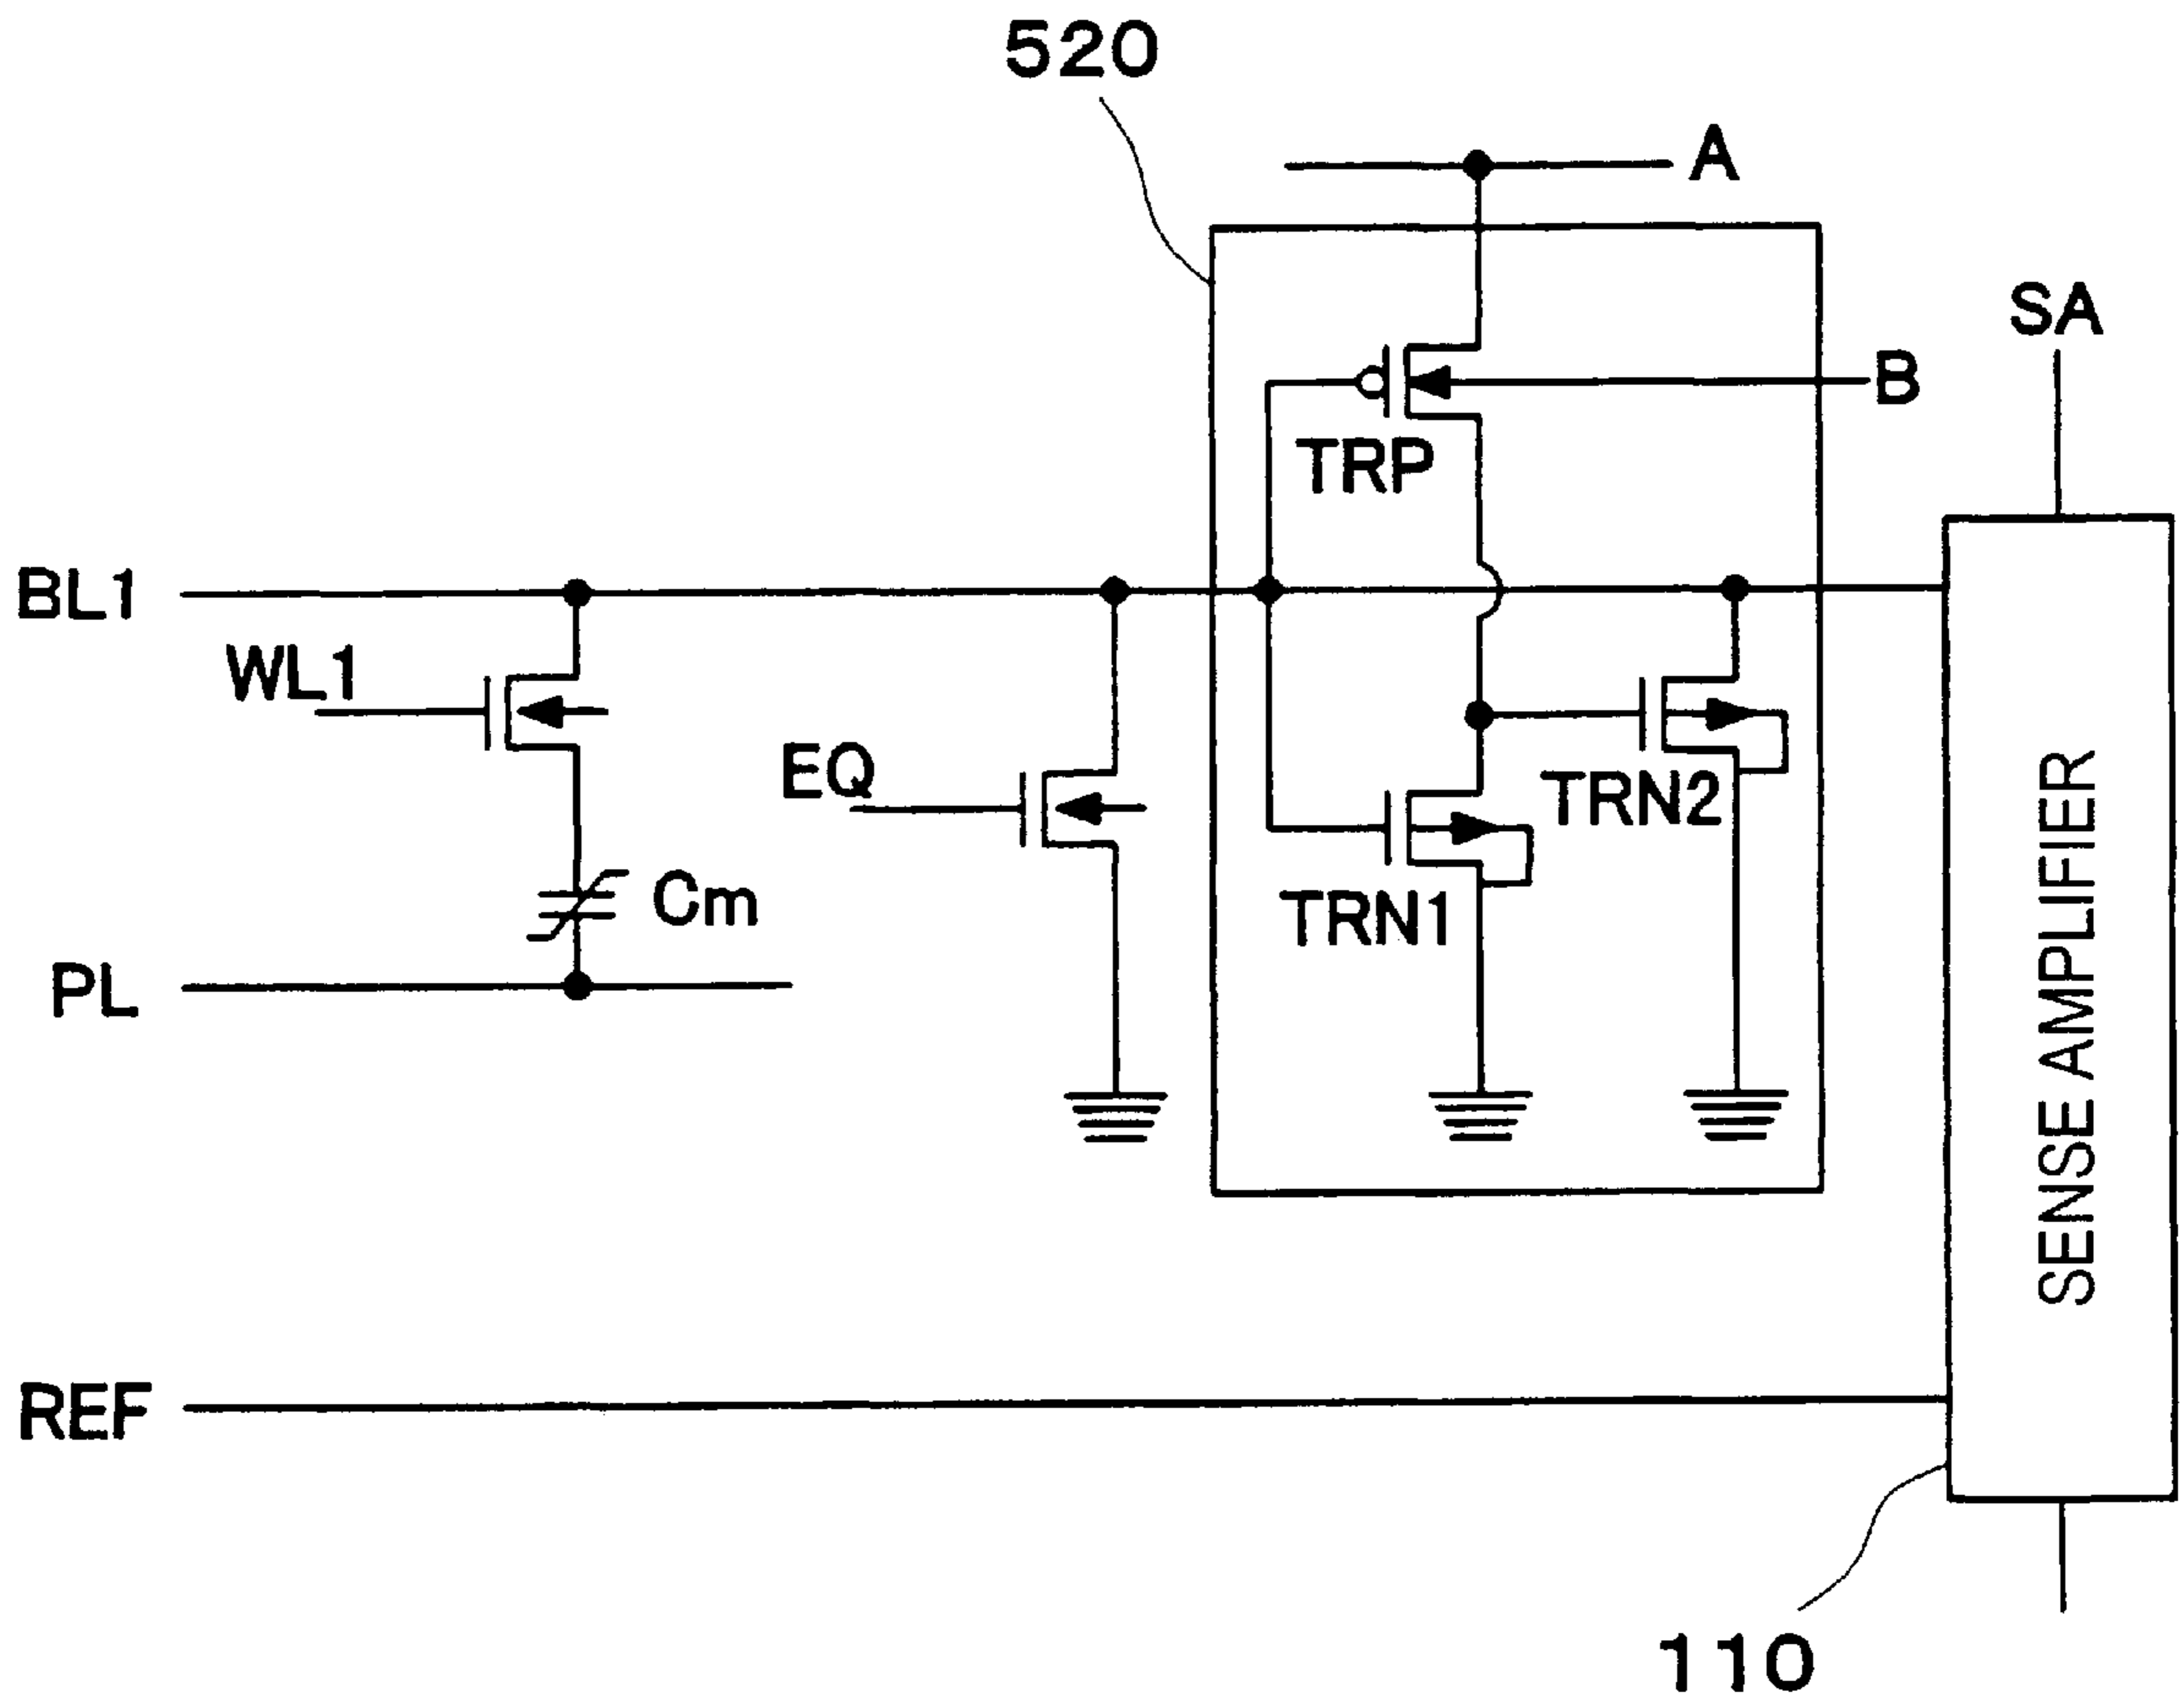 520
A
SA
B
TRP
BL1
WL1
EQ
TRN2
Cm
TRN1
PL
SENSE AMPLIFIER
REF
110